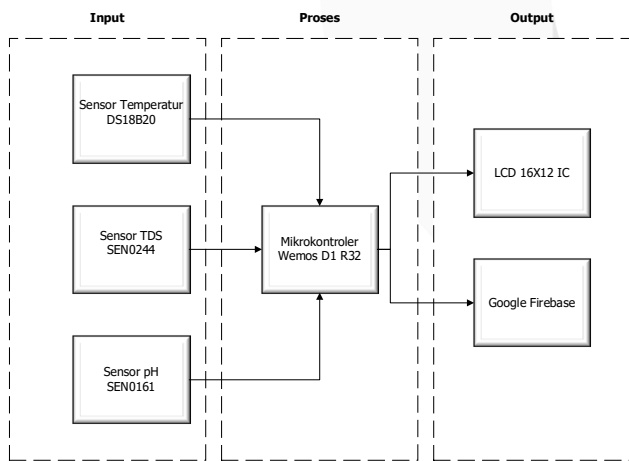 Input
Proses
Output
Sensor Temperatur
DS18B20
Sensor TDS
SEN0244
Sensor pH
SEN0161
Mikrokontroler
Wemos D1 R32
LCD 16X12 IC
Google Firebase